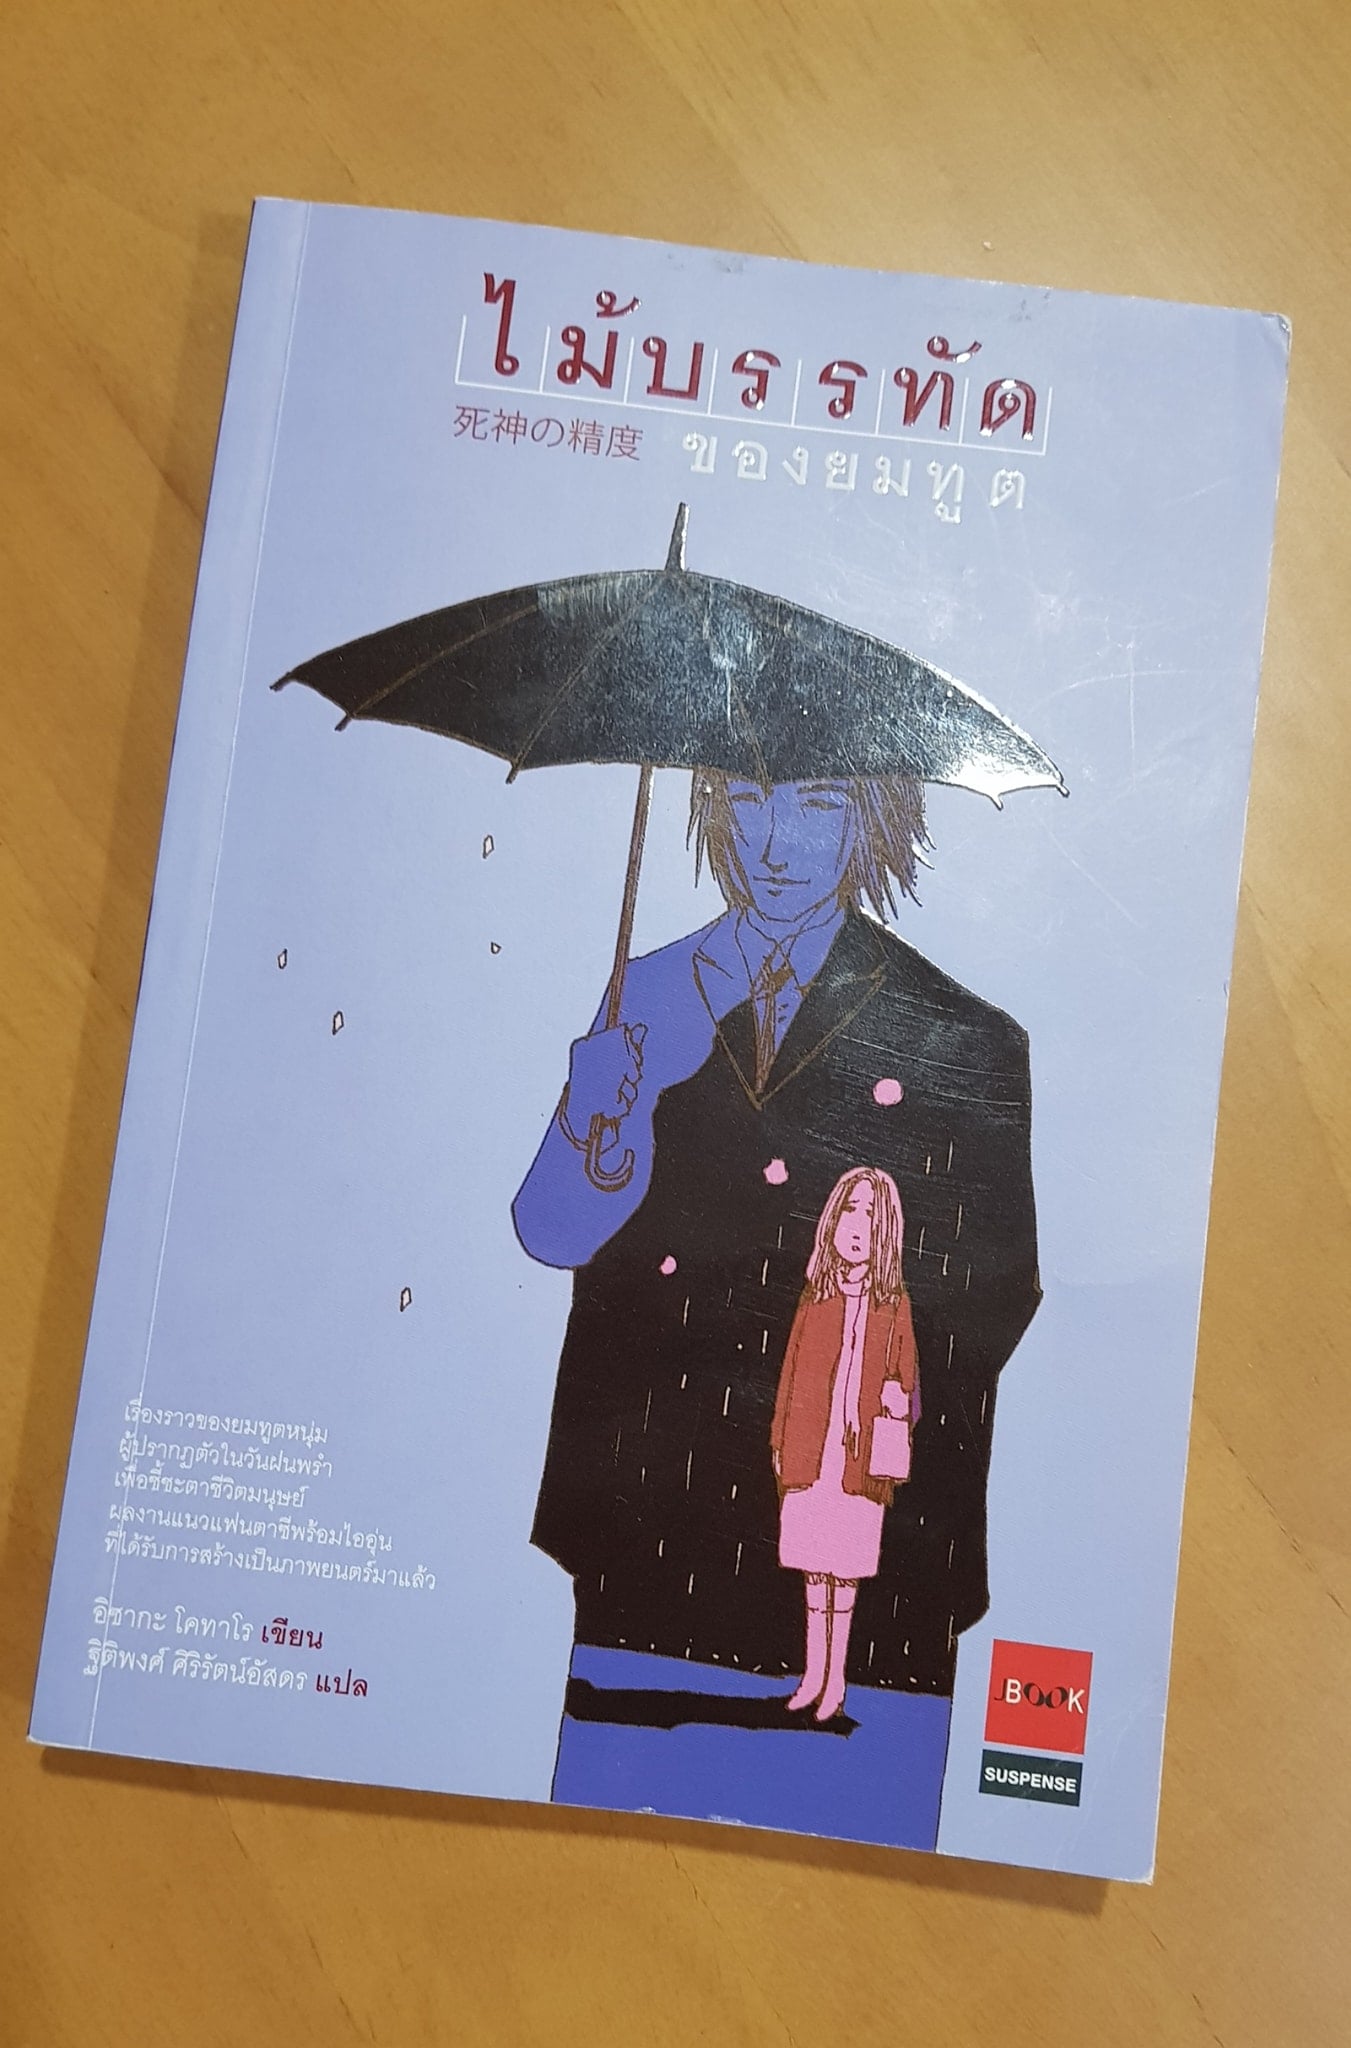 ไม้บรรทัด
死神の精度 ของยมทูต
เรื่องราวของยมทูตหนุ่ม
ผู้ปรากฏตัวในวันฝนพรำ
เพื่อชี้ชะตาชีวิตมนุษย์
ผลงานแนวแฟนตาซีพร้อมไออุ่น
ที่ได้รับการสร้างเป็นภาพยนตร์มาแล้ว
อิซากะ โคทาโร เขียน
ฐิติพงศ์ ศิริรัตน์อัสดร แปล
JBOOK
SUSPENSE